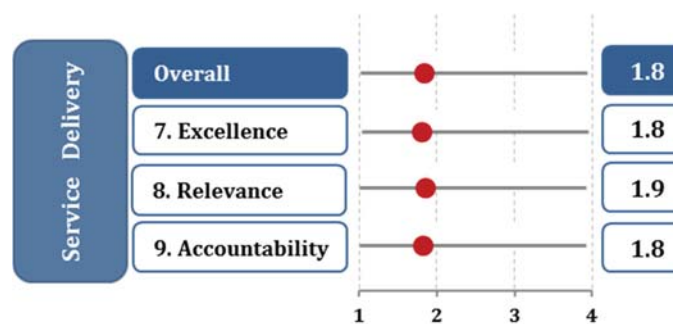 Service Delivery
Overall
1.8
7. Excellence
1.8
8. Relevance
1.9
9. Accountability
1.8
1 2 3 4